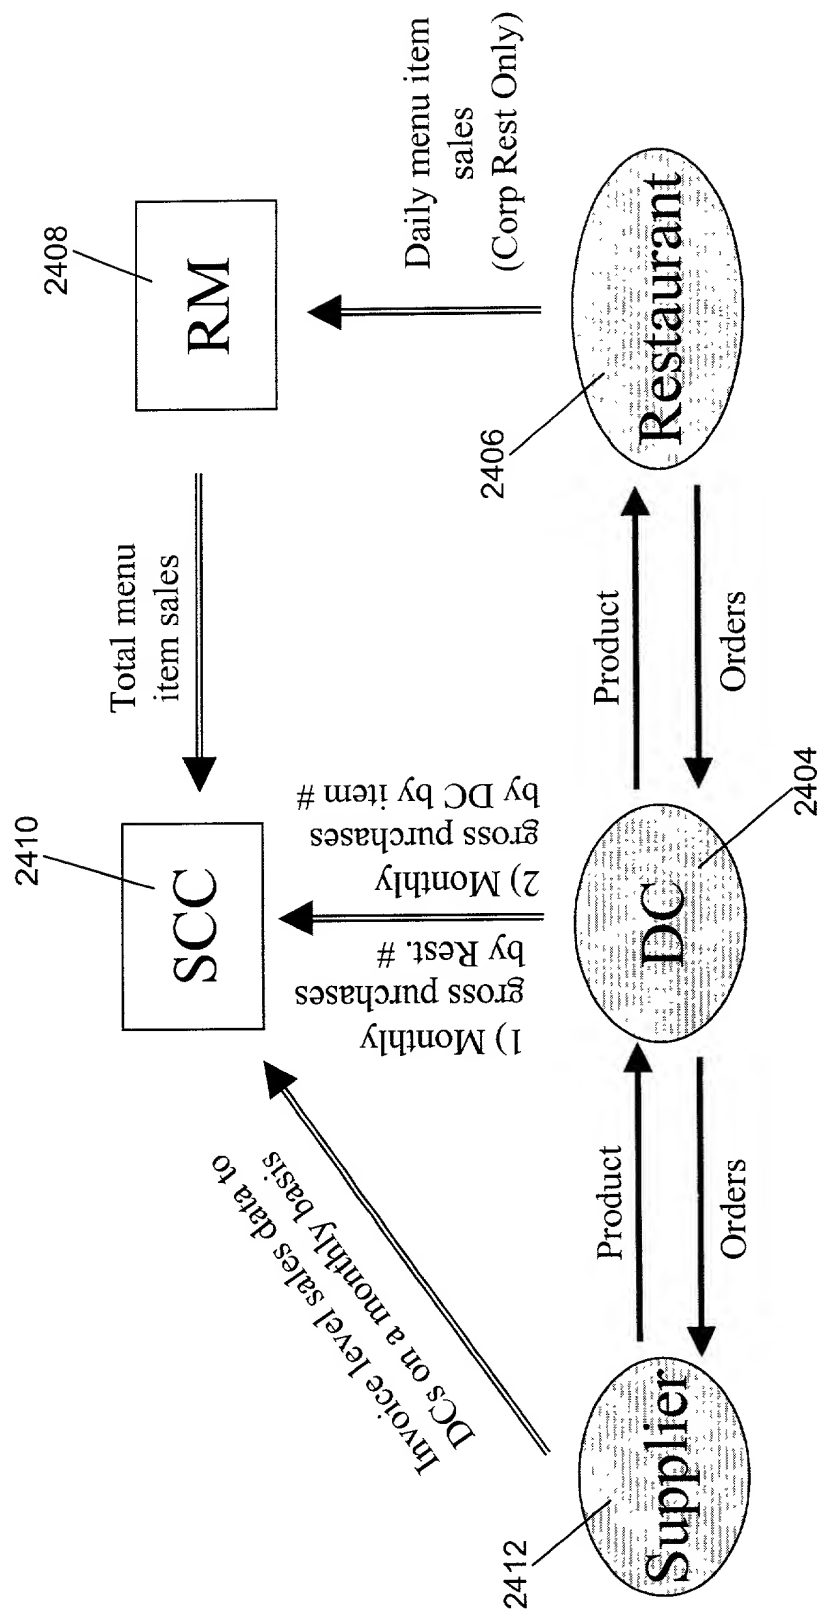 2410
SCC
Total menu
item sales
2408
RM
Invoice level sales data to
DCs on a monthly basis
1) Monthly
gross purchases
by Rest. #
2) Monthly
gross purchases
by DC by item #
Daily menu item
sales
(Corp Rest Only)
2412
Supplier
Product
Orders
DC
2404
Product
Orders
2406
Restaurant